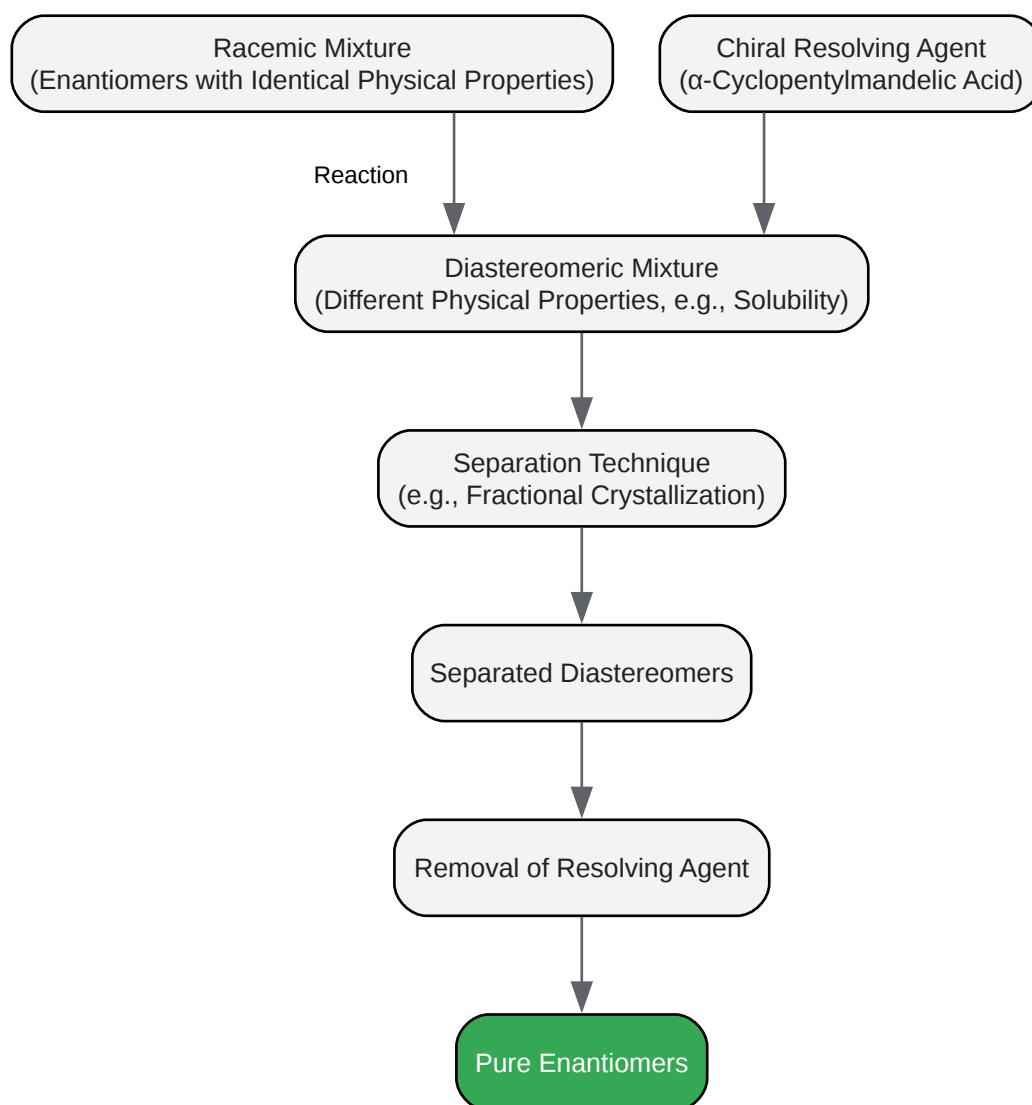 Racemic Mixture
(Enantiomers with Identical Physical Properties)
Chiral Resolving Agent
(α-Cyclopentylmandelic Acid)
Reaction
Diastereomeric Mixture
(Different Physical Properties, e.g., Solubility)
Separation Technique
(e.g., Fractional Crystallization)
Separated Diastereomers
Removal of Resolving Agent
Pure Enantiomers